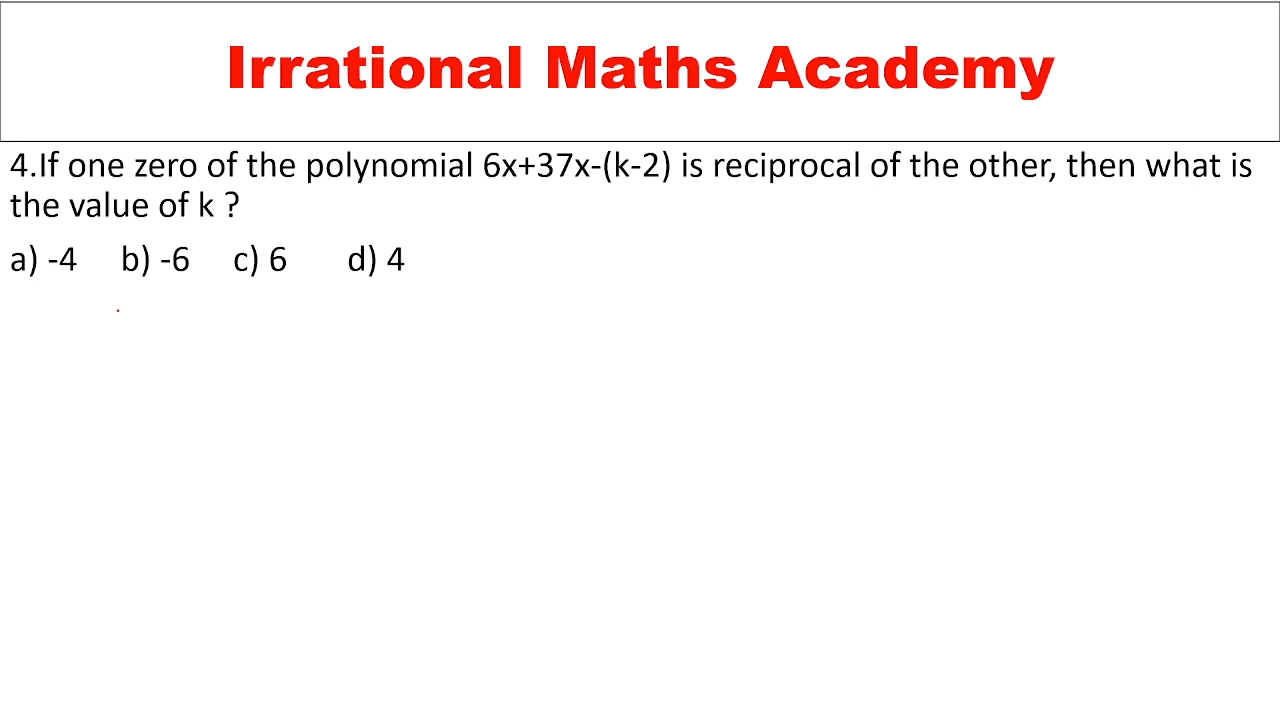 Irrational Maths Academy
4.If one zero of the polynomial 6x+37x-(k-2) is reciprocal of the other, then what is
the value of k ?
a) -4 b) -6 c) 6 d) 4